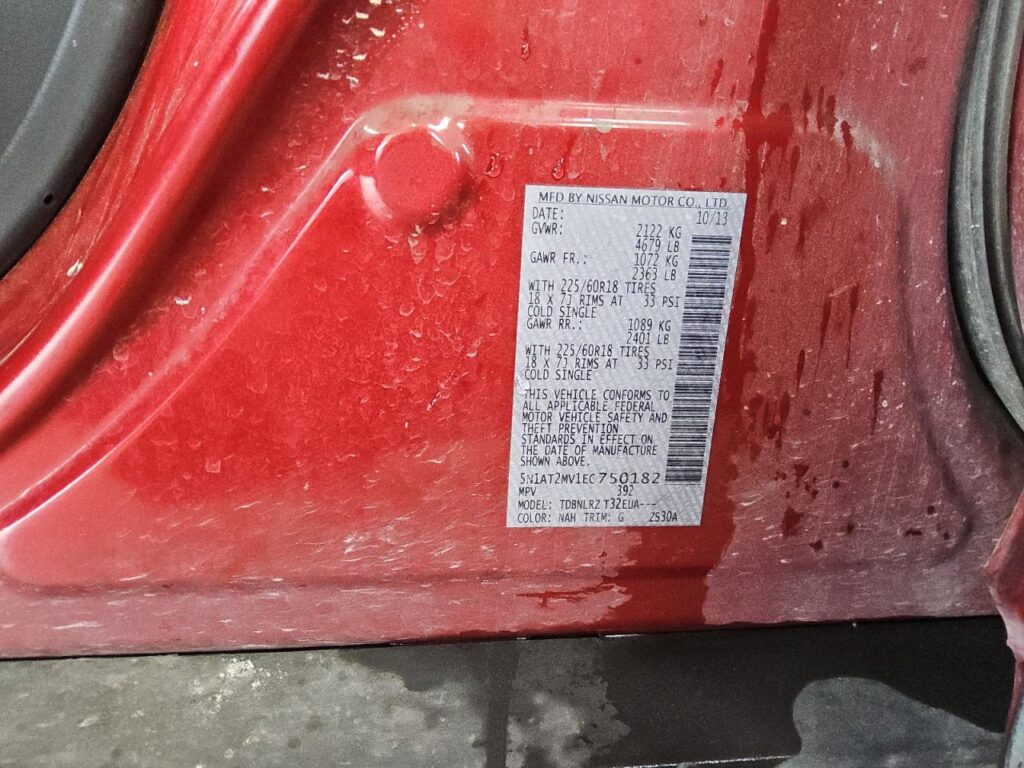 MFD BY NISSAN MOTOR CO., LTD.
DATE: 10/13
GVWR: 2122 KG
4679 LB
GAWR FR.: 1072 KG
2363 LB
WITH 225/60R18 TIRES
18 X 7J RIMS AT 33 PSI
COLD SINGLE
GAWR RR.: 1089 KG
2401 LB
WITH 225/60R18 TIRES
18 X 7J RIMS AT 33 PSI
COLD SINGLE
THIS VEHICLE CONFORMS TO
ALL APPLICABLE FEDERAL
MOTOR VEHICLE SAFETY AND
THEFT PREVENTION
STANDARDS IN EFFECT ON
THE DATE OF MANUFACTURE
SHOWN ABOVE.
5N1AT2MV1EC750182
MPV 392
MODEL: TDBNLRZ T32EUA---
COLOR: NAH TRIM: G ZS30A